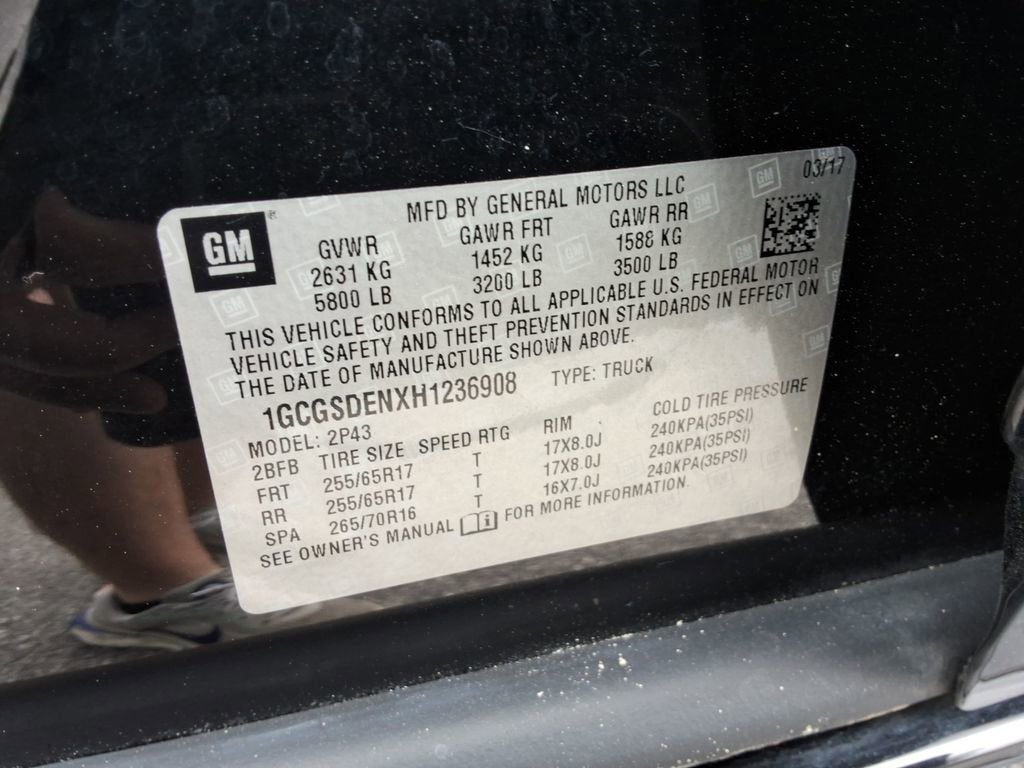 03/17
GM
MFD BY GENERAL MOTORS LLC
GVWR GAWR FRT GAWR RR
2631 KG 1452 KG 1588 KG
5800 LB 3200 LB 3500 LB
THIS VEHICLE CONFORMS TO ALL APPLICABLE U.S. FEDERAL MOTOR
VEHICLE SAFETY AND THEFT PREVENTION STANDARDS IN EFFECT ON
THE DATE OF MANUFACTURE SHOWN ABOVE.
1GCGSDENXH1236908 TYPE: TRUCK
MODEL: 2P43
2BFB TIRE SIZE SPEED RTG RIM COLD TIRE PRESSURE
FRT 255/65R17 T 17X8.0J 240KPA(35PSI)
RR 255/65R17 T 17X8.0J 240KPA(35PSI)
SPA 265/70R16 T 16X7.0J 240KPA(35PSI)
SEE OWNER'S MANUAL FOR MORE INFORMATION.